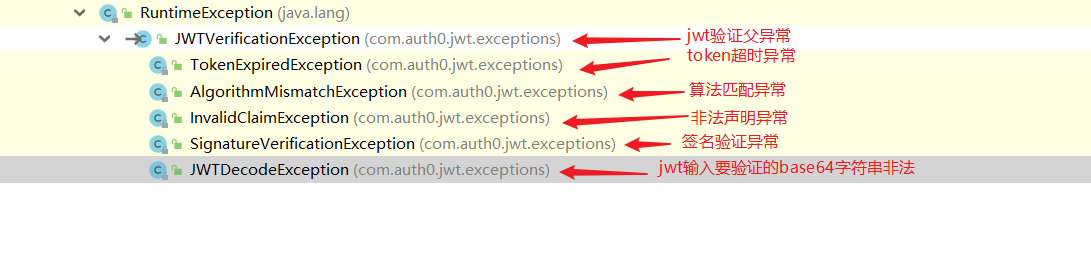 RuntimeException (java.lang)
JWTVerificationException (com.auth0.jwt.exceptions) jwt验证父异常
TokenExpiredException (com.auth0.jwt.exceptions) token超时异常
AlgorithmMismatchException (com.auth0.jwt.exceptions) 算法匹配异常
InvalidClaimException (com.auth0.jwt.exceptions) 非法声明异常
SignatureVerificationException (com.auth0.jwt.exceptions) 签名验证异常
JWTDecodeException (com.auth0.jwt.exceptions) jwt输入要验证的base64字符串非法